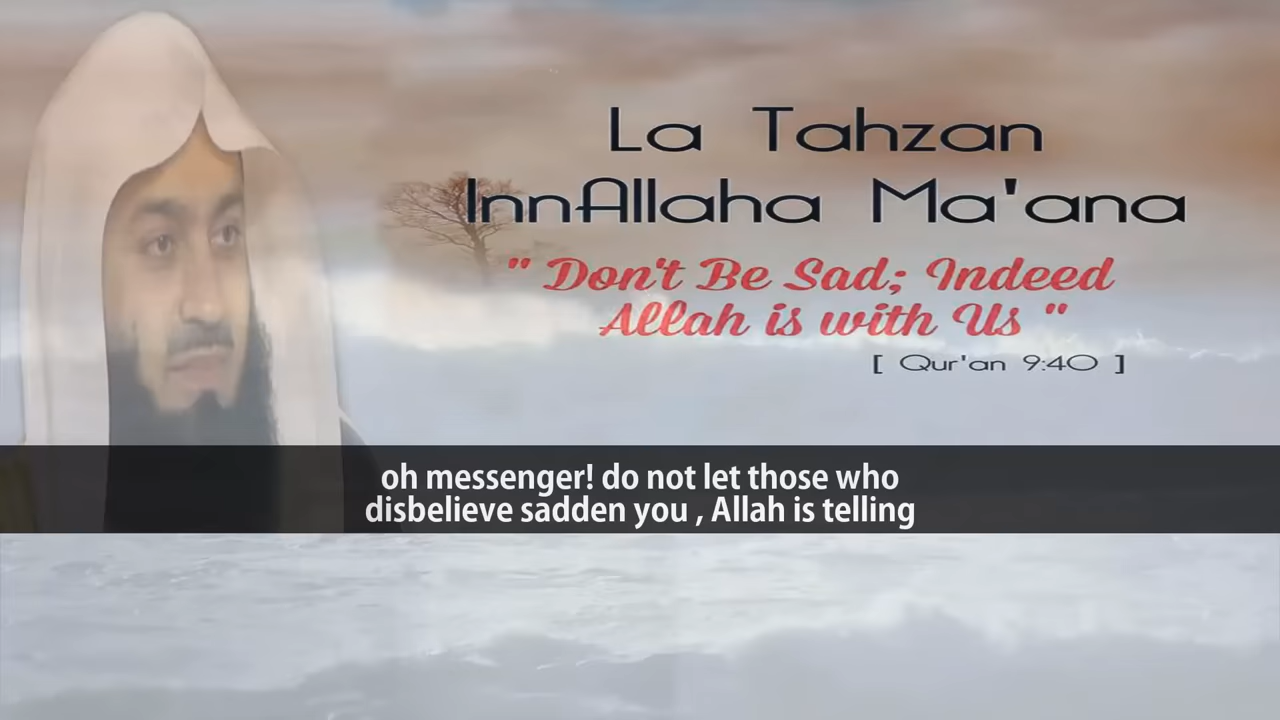 La Tahzan
InnAllaha Ma'ana
" Don't Be Sad; Indeed
Allah is with Us "
[ Qur'an 9:40 ]
oh messenger! do not let those who
disbelieve sadden you , Allah is telling